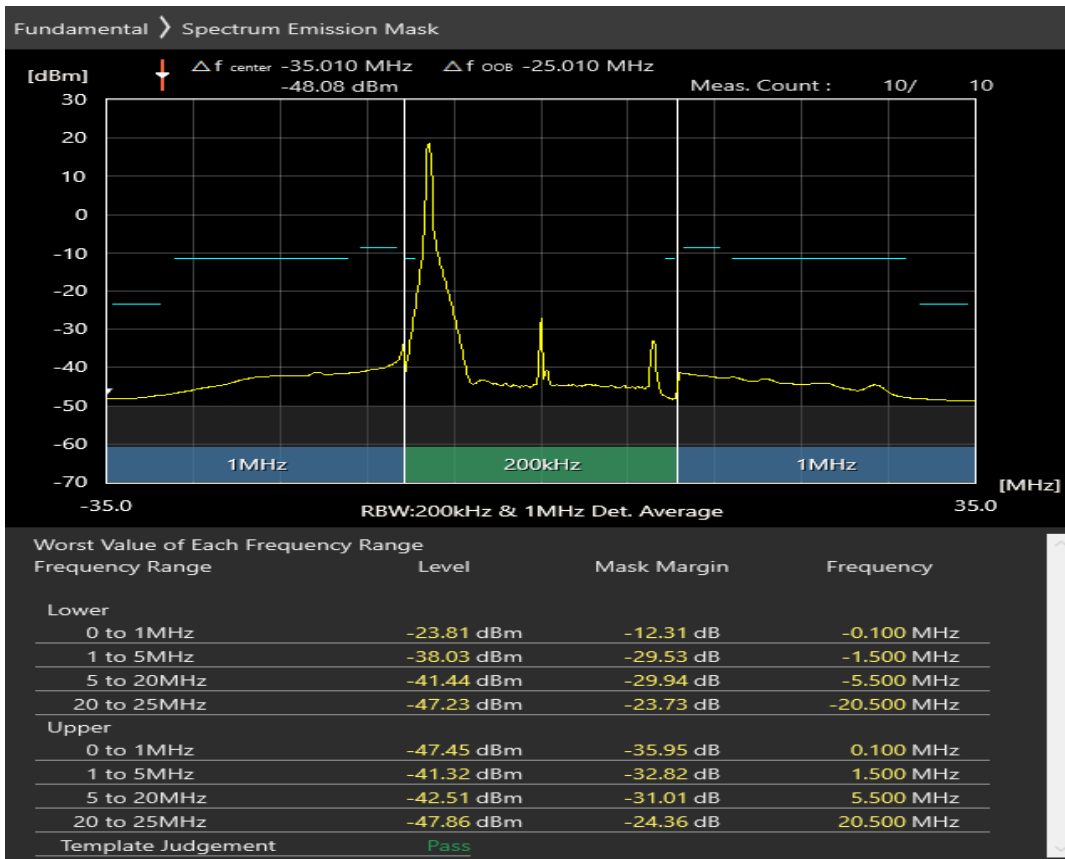 Fundamental 〉 Spectrum Emission Mask
△f center -35.010 MHz △f OOB -25.010 MHz
[dBm]
-48.08 dBm Meas. Count : 10/ 10
30
20
10
0
-10
-20
-30
-40
-50
-60
1MHz 200kHz 1MHz
-70
[MHz]
-35.0 RBW:200kHz & 1MHz Det. Average 35.0
Worst Value of Each Frequency Range
Frequency Range Level Mask Margin Frequency
Lower
0 to 1MHz -23.81 dBm -12.31 dB -0.100 MHz
1 to 5MHz -38.03 dBm -29.53 dB -1.500 MHz
5 to 20MHz -41.44 dBm -29.94 dB -5.500 MHz
20 to 25MHz -47.23 dBm -23.73 dB -20.500 MHz
Upper
0 to 1MHz -47.45 dBm -35.95 dB 0.100 MHz
1 to 5MHz -41.32 dBm -32.82 dB 1.500 MHz
5 to 20MHz -42.51 dBm -31.01 dB 5.500 MHz
20 to 25MHz -47.86 dBm -24.36 dB 20.500 MHz
Template Judgement Pass